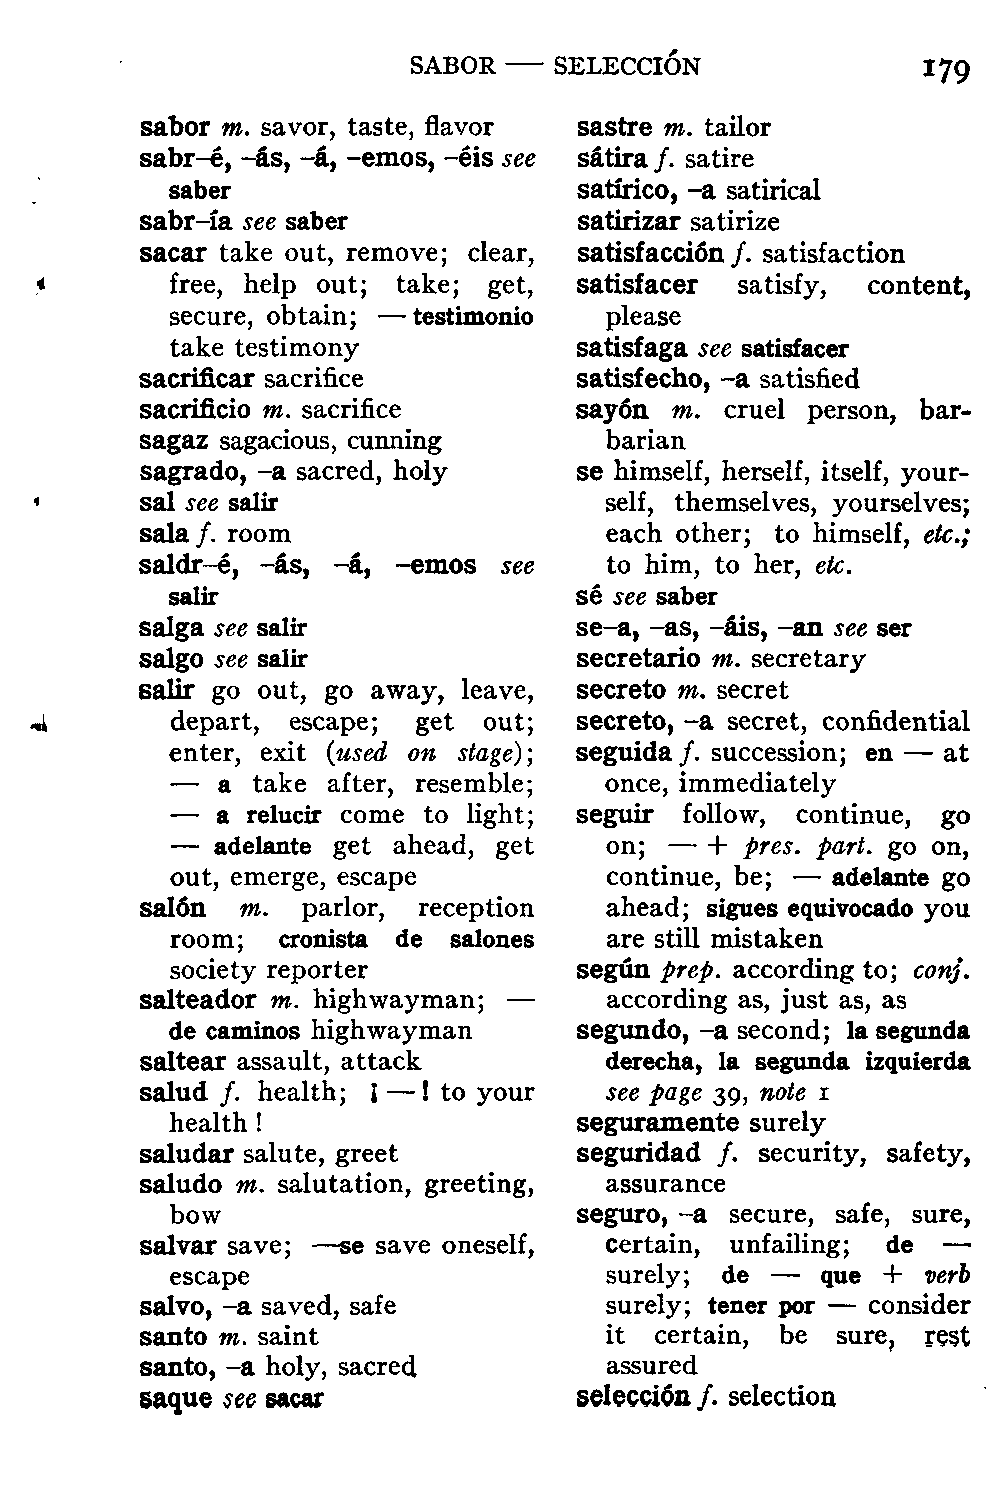 SABOR — SELECCIÓN 179
sabor m. savor, taste, flavor
sabr–é, –ás, –á, –emos, –éis see
saber
sabr–ía see saber
sacar take out, remove; clear,
free, help out; take; get,
secure, obtain; — testimonio
take testimony
sacrificar sacrifice
sacrificio m. sacrifice
sagaz sagacious, cunning
sagrado, –a sacred, holy
sal see salir
sala f. room
saldr–é, –ás, –á, –emos see
salir
salga see salir
salgo see salir
salir go out, go away, leave,
depart, escape; get out;
enter, exit (used on stage);
— a take after, resemble;
— a relucir come to light;
— adelante get ahead, get
out, emerge, escape
salón m. parlor, reception
room; cronista de salones
society reporter
salteador m. highwayman; —
de caminos highwayman
saltear assault, attack
salud f. health; ¡ — ! to your
health !
saludar salute, greet
saludo m. salutation, greeting,
bow
salvar save; —se save oneself,
escape
salvo, –a saved, safe
santo m. saint
santo, –a holy, sacred
saque see sacar
sastre m. tailor
sátira f. satire
satírico, –a satirical
satirizar satirize
satisfacción f. satisfaction
satisfacer satisfy, content,
please
satisfaga see satisfacer
satisfecho, –a satisfied
sayón m. cruel person, bar-
barian
se himself, herself, itself, your-
self, themselves, yourselves;
each other; to himself, etc.;
to him, to her, etc.
sé see saber
se–a, –as, –áis, –an see ser
secretario m. secretary
secreto m. secret
secreto, –a secret, confidential
seguida f. succession; en — at
once, immediately
seguir follow, continue, go
on; — + pres. part. go on,
continue, be; — adelante go
ahead; sigues equivocado you
are still mistaken
según prep. according to; conj.
according as, just as, as
segundo, –a second; la segunda
derecha, la segunda izquierda
see page 39, note 1
seguramente surely
seguridad f. security, safety,
assurance
seguro, –a secure, safe, sure,
certain, unfailing; de —
surely; de — que + verb
surely; tener por — consider
it certain, be sure, rest
assured
selección f. selection